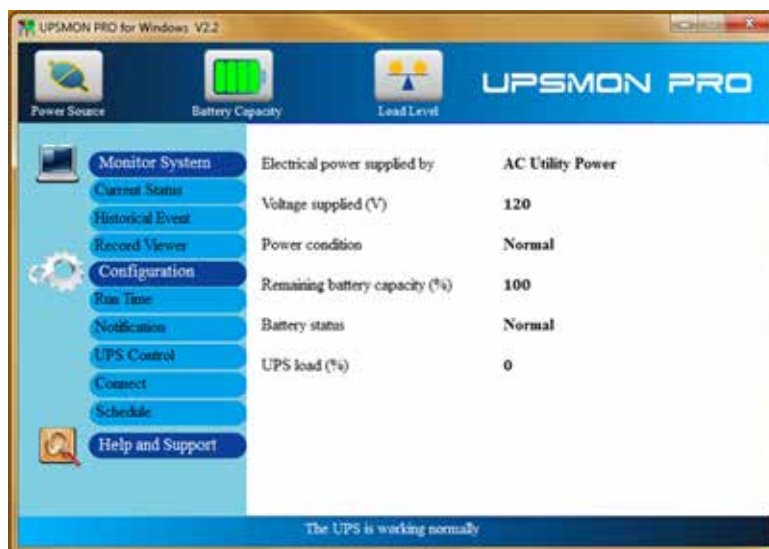 UPSMON PRO for Windows V2.2
Power Source
Battery Capacity
Load Level
UPSMON PRO
Monitor System
Current Status
Historical Event
Record Viewer
Configuration
Run Time
Notification
UPS Control
Connect
Schedule
Help and Support
Electrical power supplied by AC Utility Power
Voltage supplied (V) 120
Power condition Normal
Remaining battery capacity (%) 100
Battery status Normal
UPS load (%) 0
The UPS is working normally